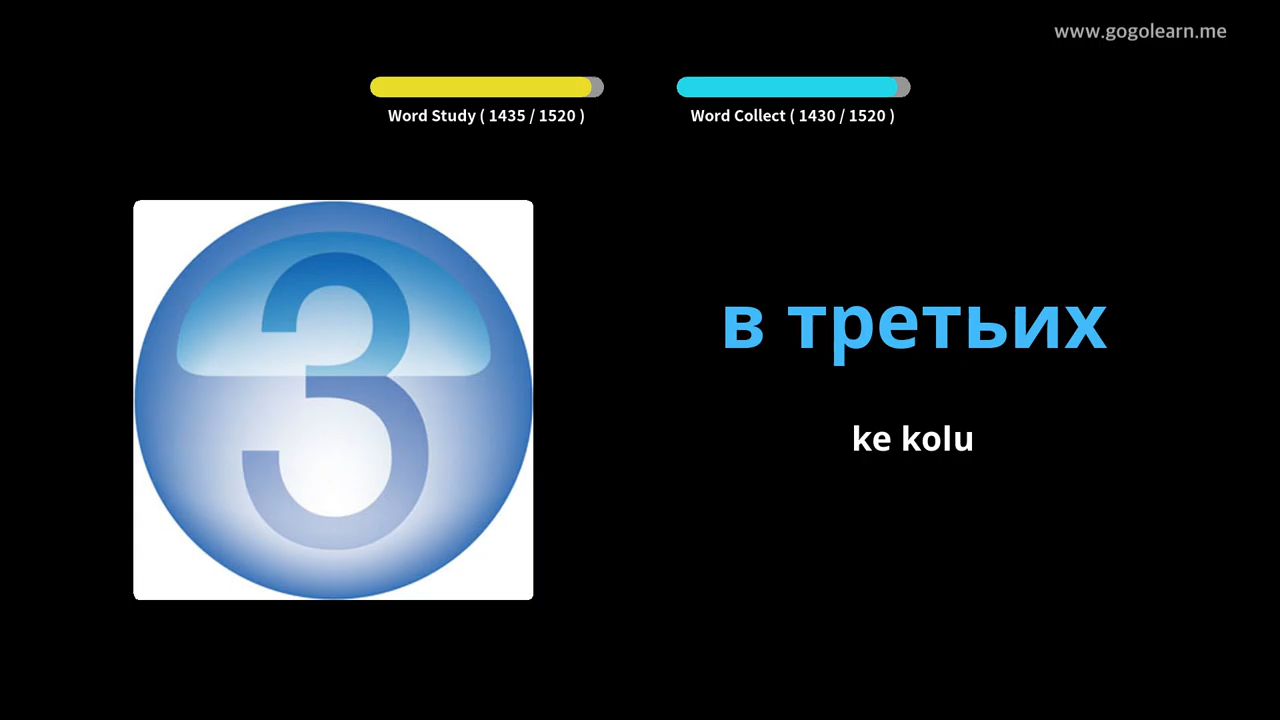 www.gogolearn.me
Word Study ( 1435 / 1520 )
Word Collect ( 1430 / 1520 )
3
в третьих
ke kolu